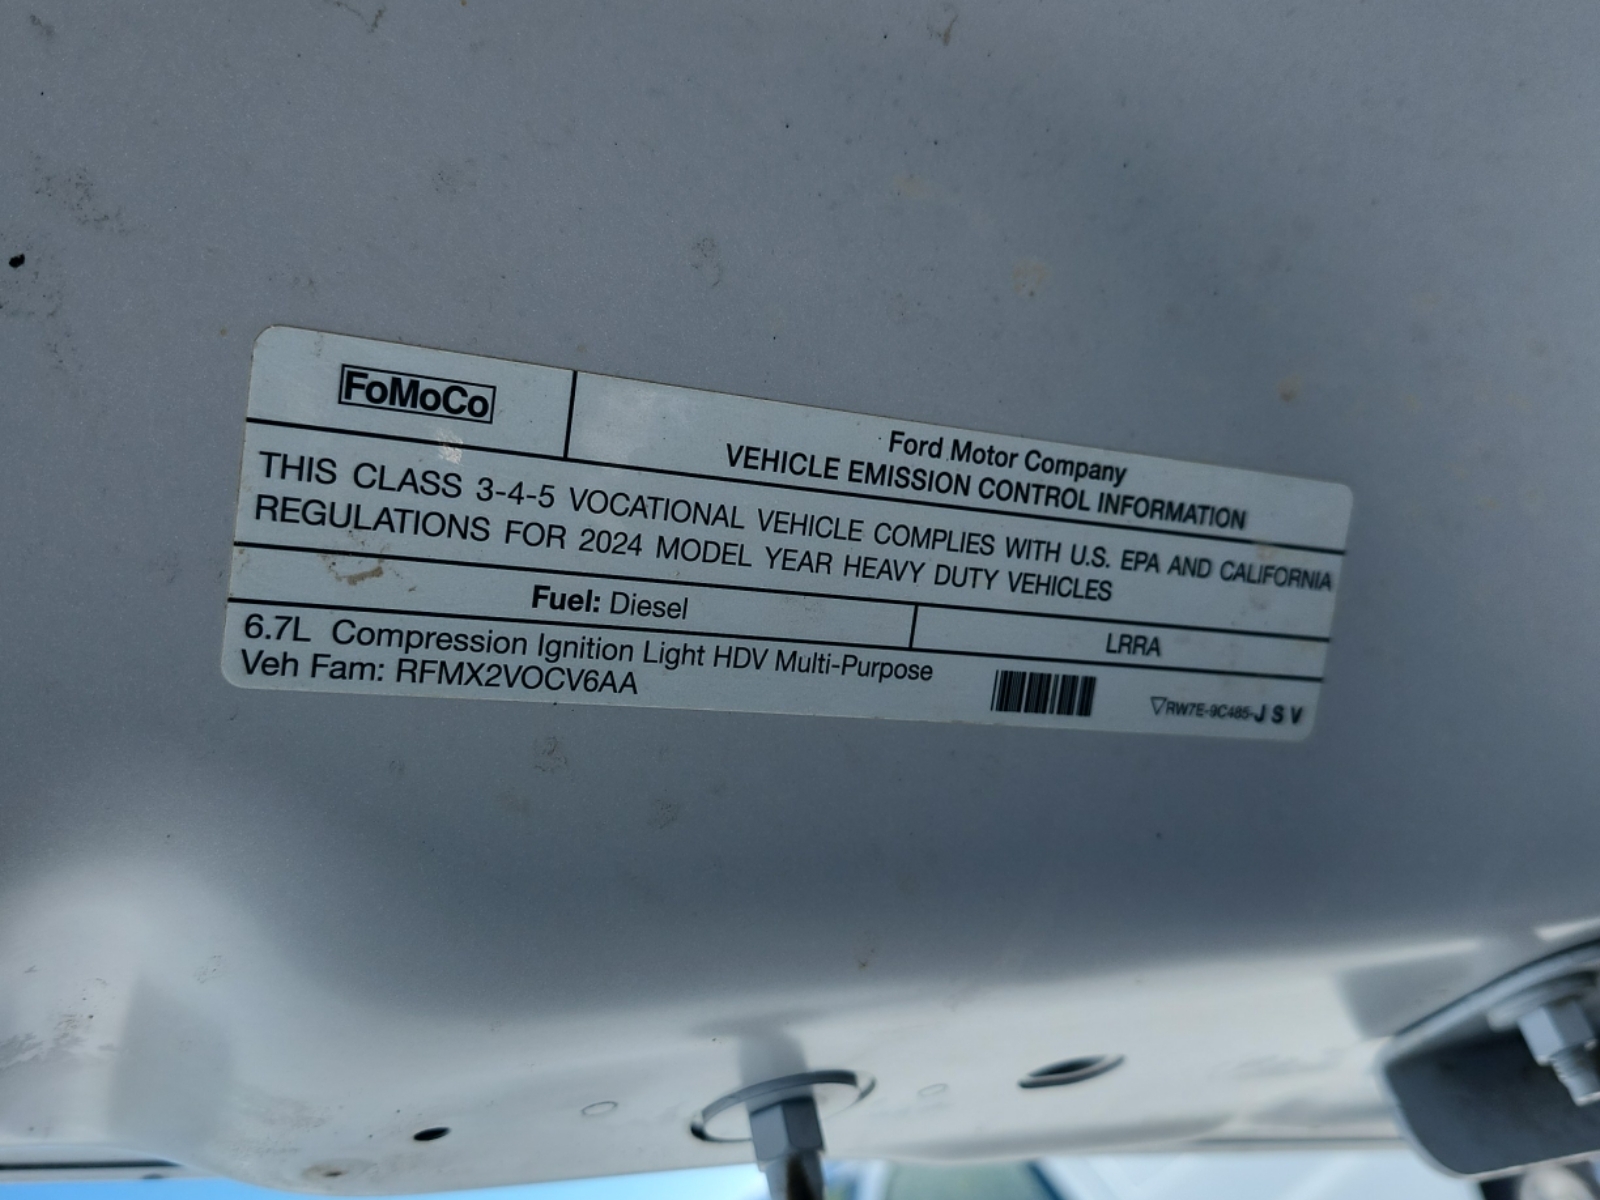 FoMoCo
Ford Motor Company
VEHICLE EMISSION CONTROL INFORMATION
THIS CLASS 3-4-5 VOCATIONAL VEHICLE COMPLIES WITH U.S. EPA AND CALIFORNIA
REGULATIONS FOR 2024 MODEL YEAR HEAVY DUTY VEHICLES
Fuel: Diesel
LRRA
6.7L Compression Ignition Light HDV Multi-Purpose
Veh Fam: RFMX2VOCV6AA
▽RW7E-9C485-J S V